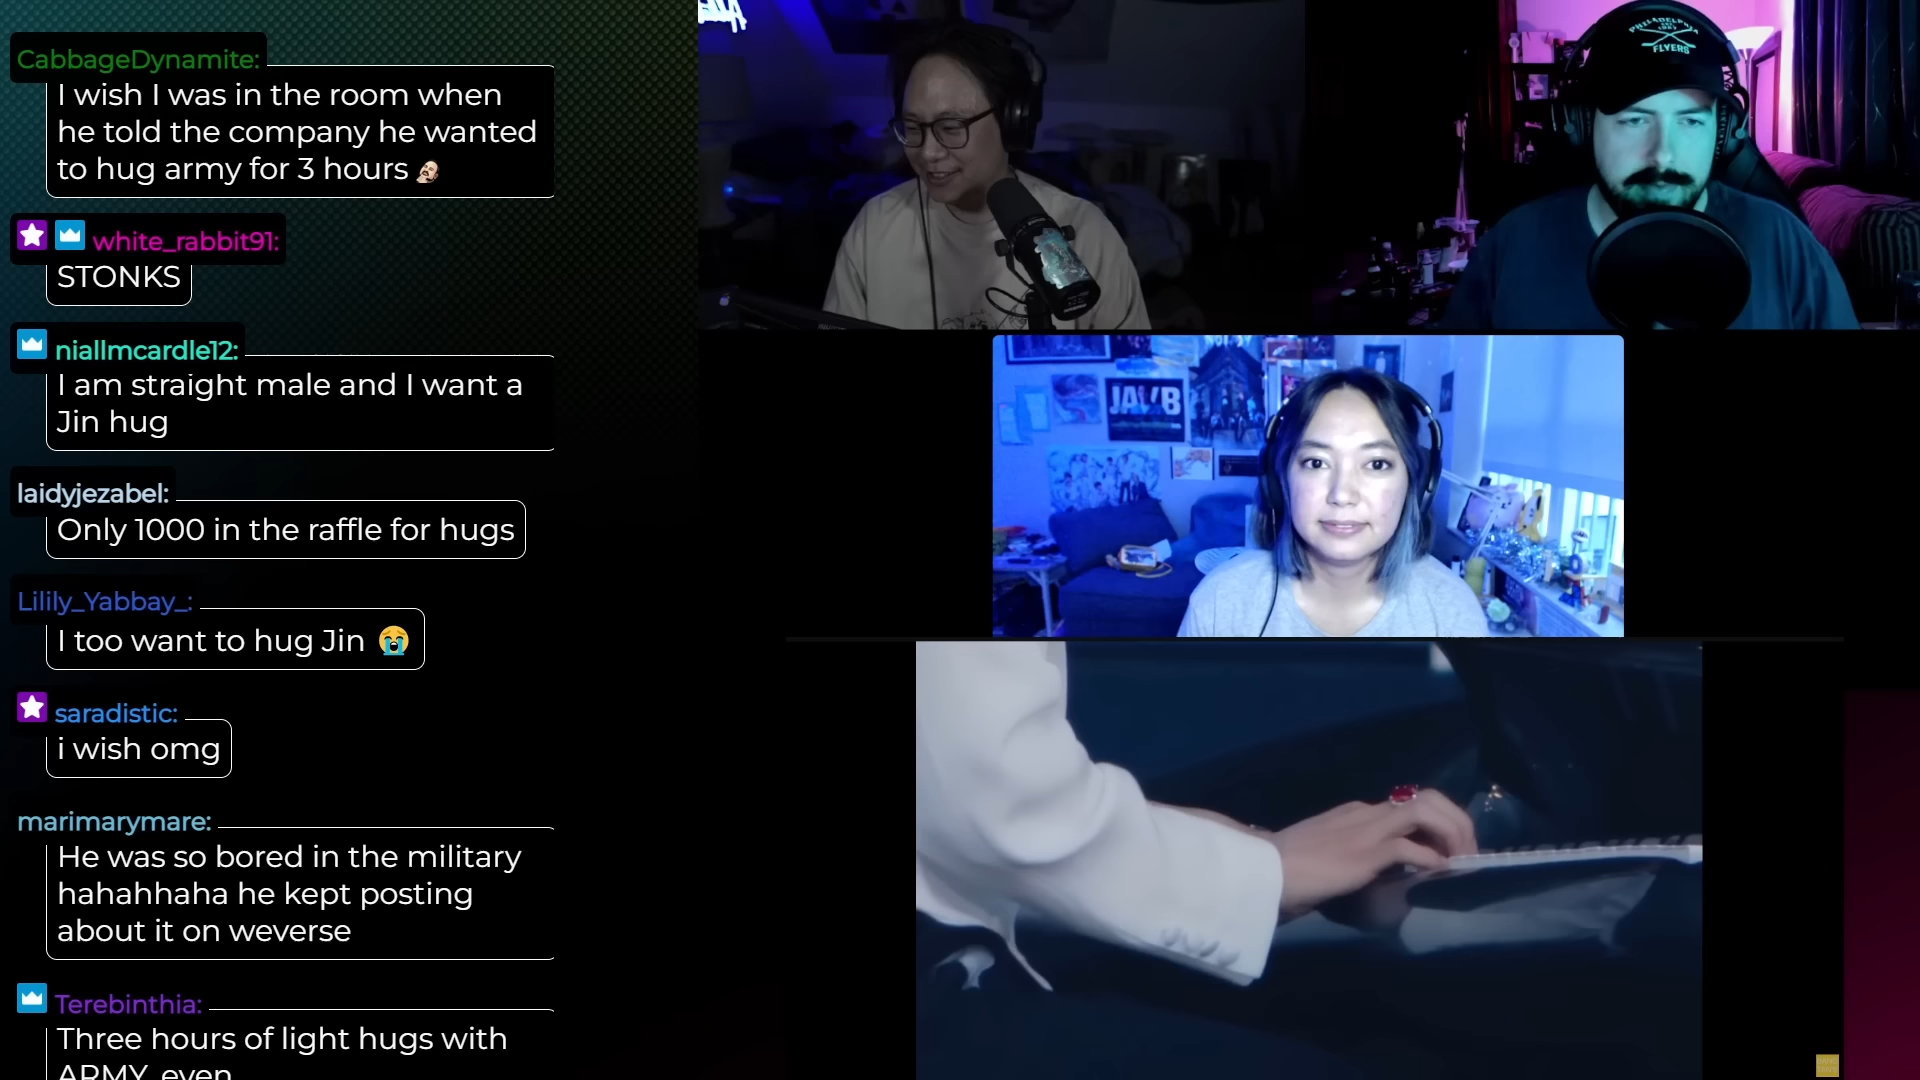 CabbageDynamite:
I wish I was in the room when
he told the company he wanted
to hug army for 3 hours
white_rabbit91:
STONKS
niallmcardle12:
I am straight male and I want a
Jin hug
laidyjezabel:
Only 1000 in the raffle for hugs
Lilily_Yabbay_:
I too want to hug Jin 😭
saradistic:
i wish omg
marimarymare:
He was so bored in the military
hahahhaha he kept posting
about it on weverse
Terebinthia:
Three hours of light hugs with
ARMY, even
PHILADELPHIA
FLYERS